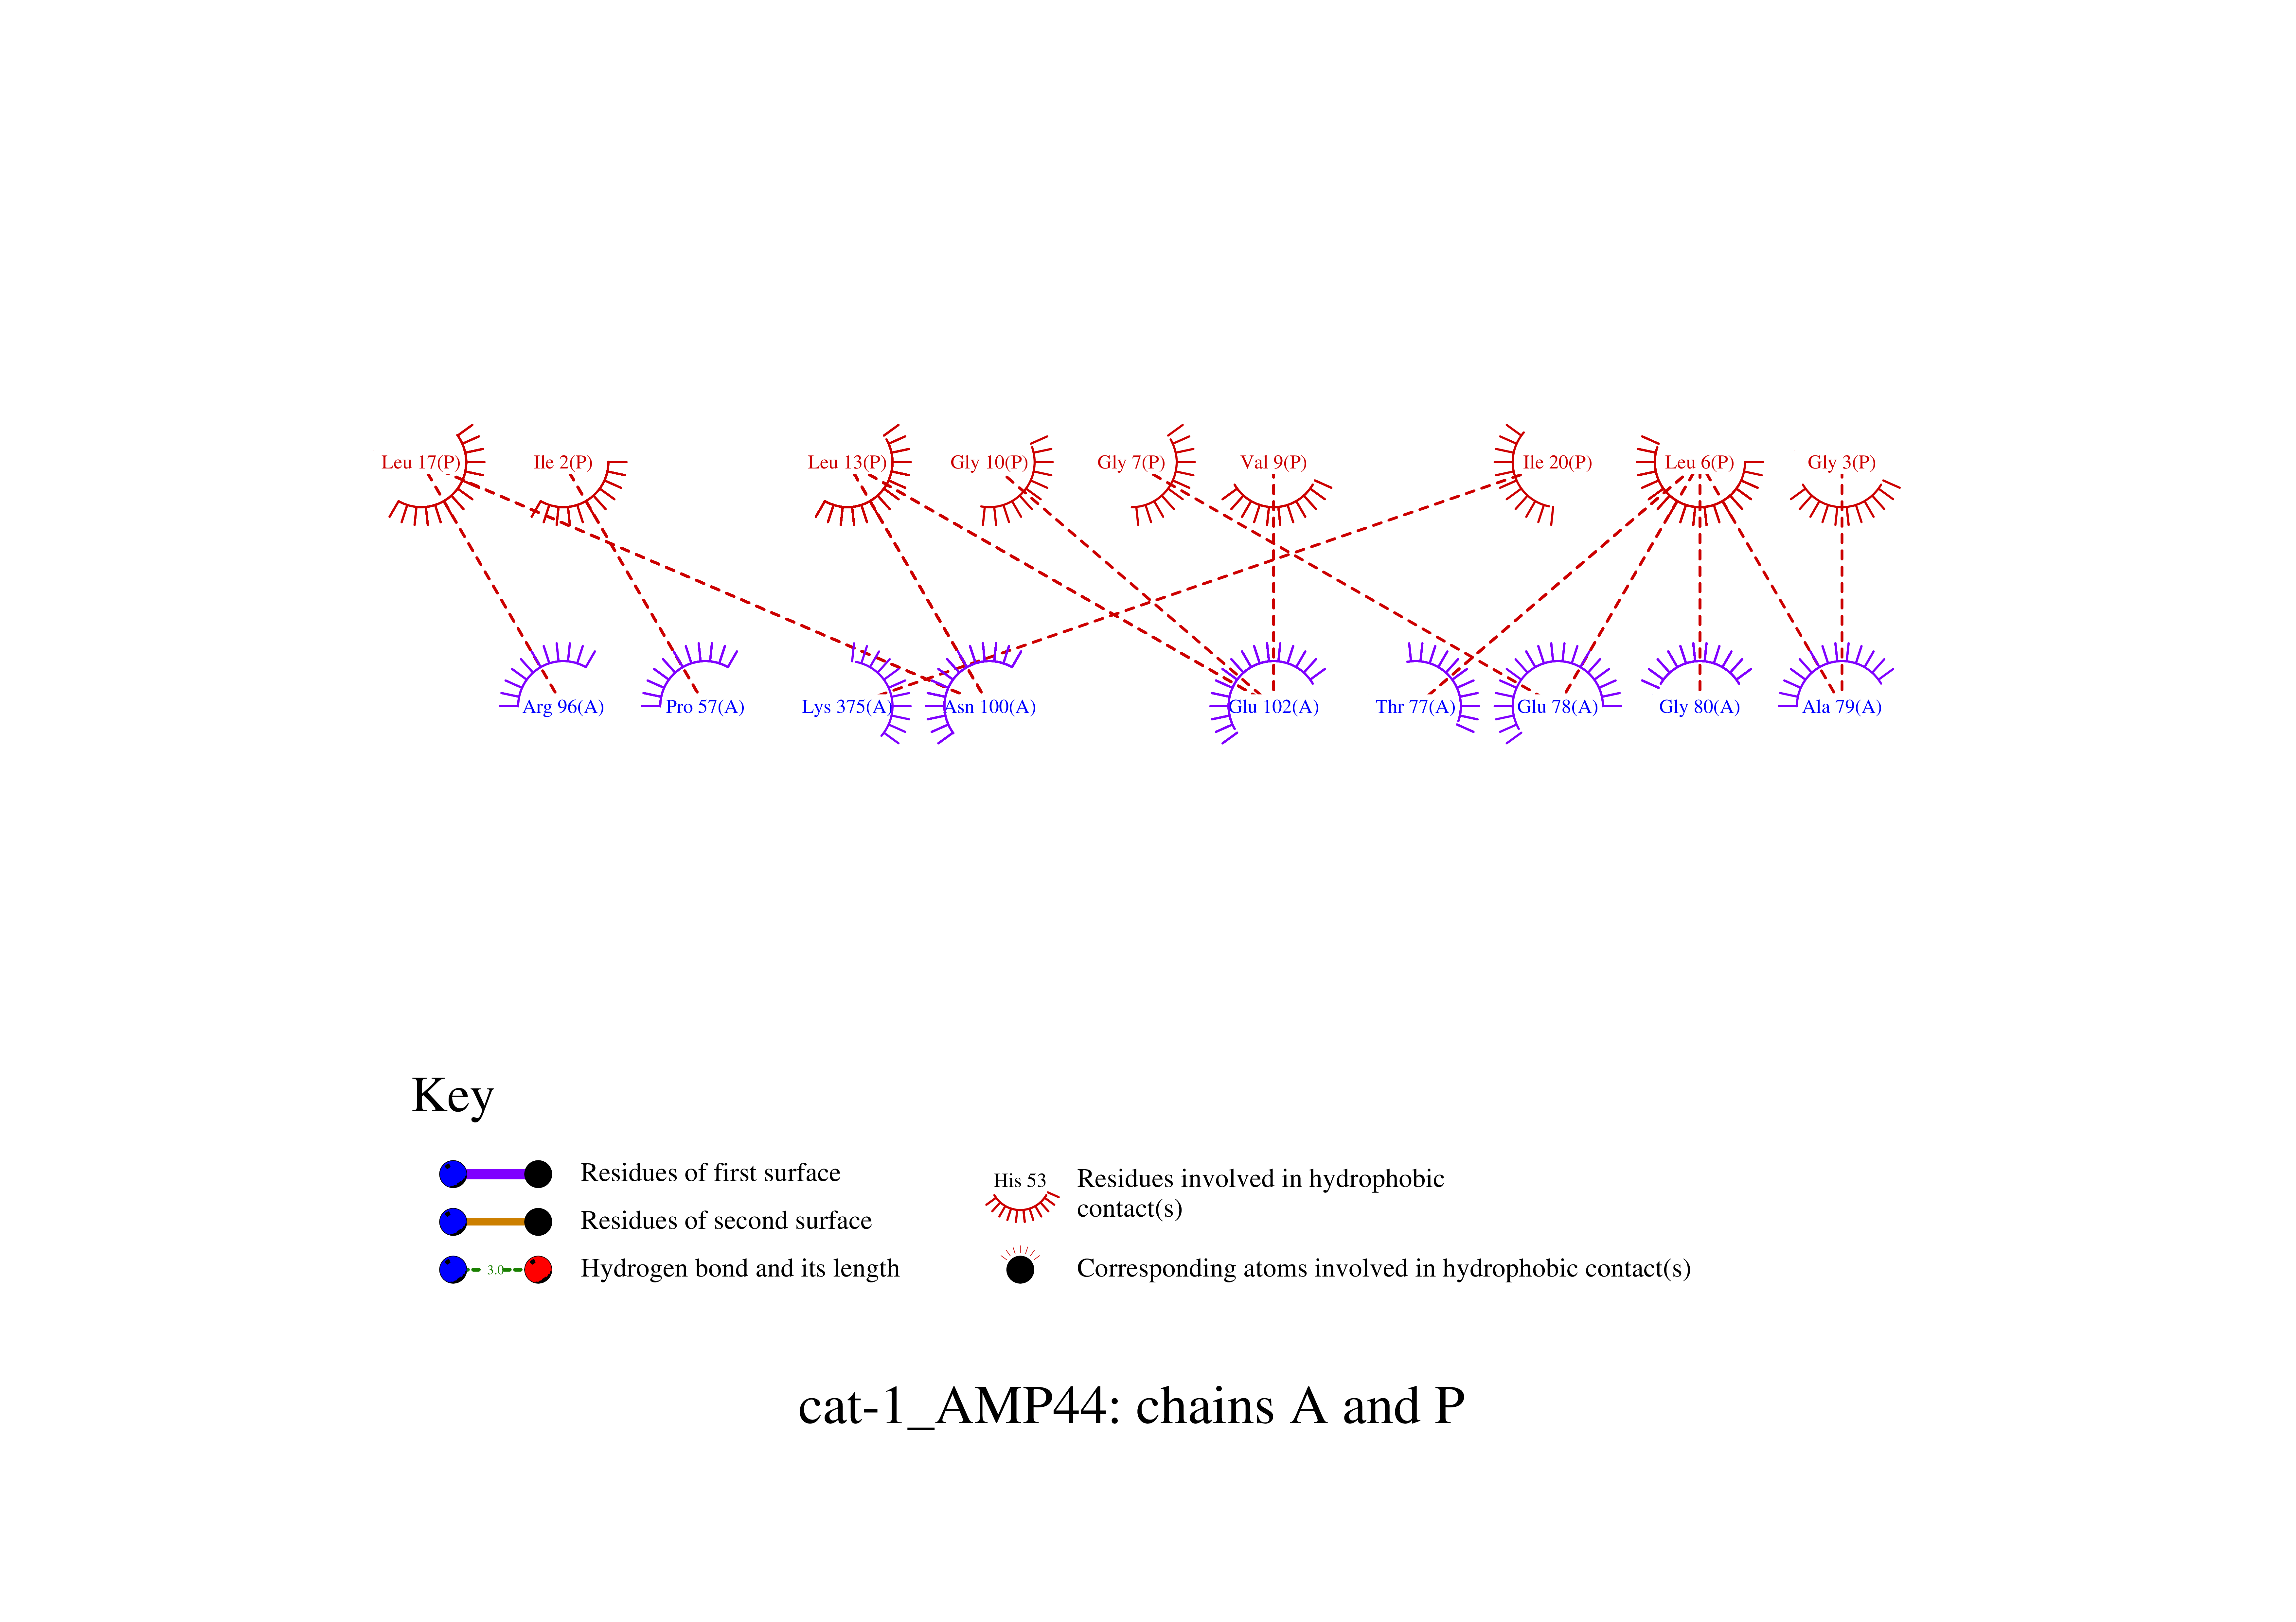 Leu 17(P) Ile 2(P) Leu 13(P) Gly 10(P) Gly 7(P) Val 9(P) Ile 20(P) Leu 6(P) Gly 3(P)
Arg 96(A) Pro 57(A) Lys 375(A) Asn 100(A) Glu 102(A) Thr 77(A) Glu 78(A) Gly 80(A) Ala 79(A)
Key
Residues of first surface
Residues of second surface
3.0 Hydrogen bond and its length
His 53 Residues involved in hydrophobic
contact(s)
Corresponding atoms involved in hydrophobic contact(s)
cat-1_AMP44: chains A and P